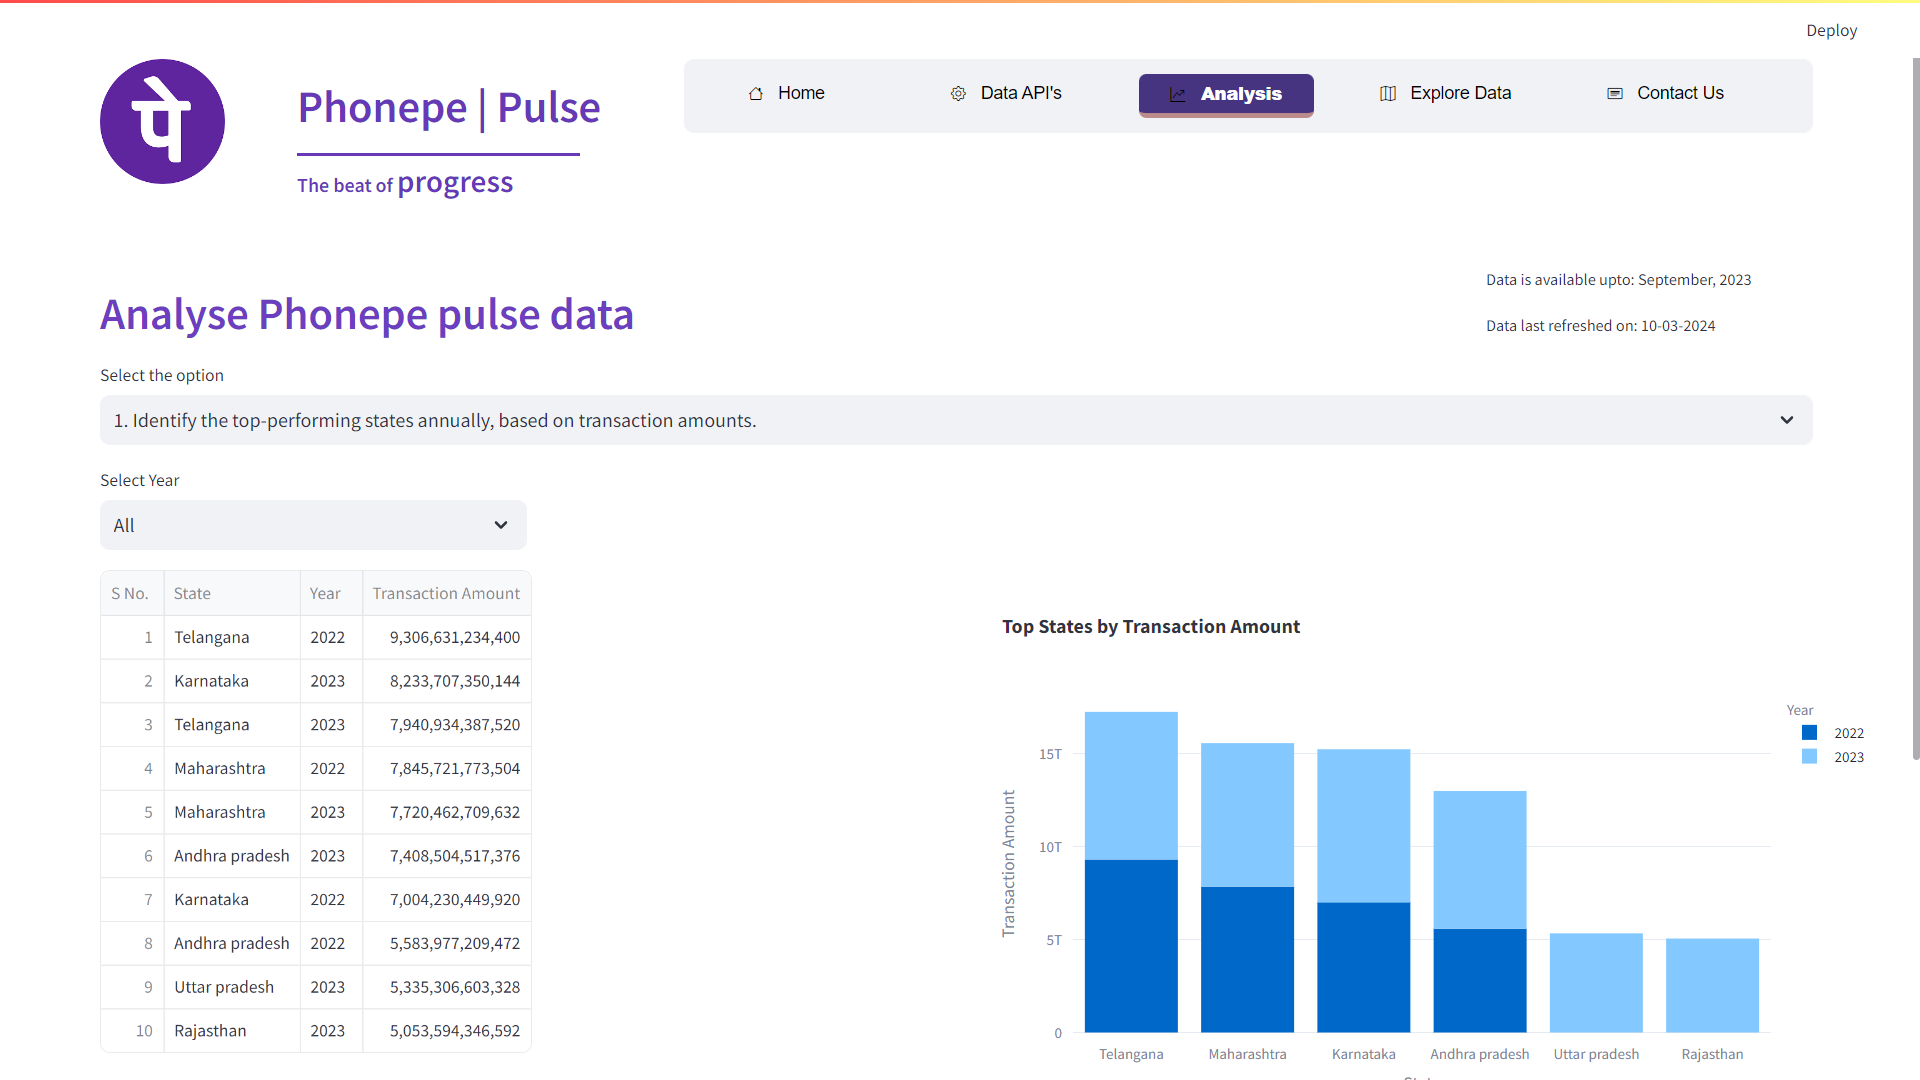 Deploy
पे
Phonepe | Pulse
The beat of progress
Home
Data API's
Analysis
Explore Data
Contact Us
Data is available upto: September, 2023
Data last refreshed on: 10-03-2024
Analyse Phonepe pulse data
Select the option
1. Identify the top-performing states annually, based on transaction amounts.
Select Year
All
S No. State Year Transaction Amount
1 Telangana 2022 9,306,631,234,400
2 Karnataka 2023 8,233,707,350,144
3 Telangana 2023 7,940,934,387,520
4 Maharashtra 2022 7,845,721,773,504
5 Maharashtra 2023 7,720,462,709,632
6 Andhra pradesh 2023 7,408,504,517,376
7 Karnataka 2022 7,004,230,449,920
8 Andhra pradesh 2022 5,583,977,209,472
9 Uttar pradesh 2023 5,335,306,603,328
10 Rajasthan 2023 5,053,594,346,592
Top States by Transaction Amount
Year
2022
2023
Transaction Amount
15T
10T
5T
0
Telangana Maharashtra Karnataka Andhra pradesh Uttar pradesh Rajasthan